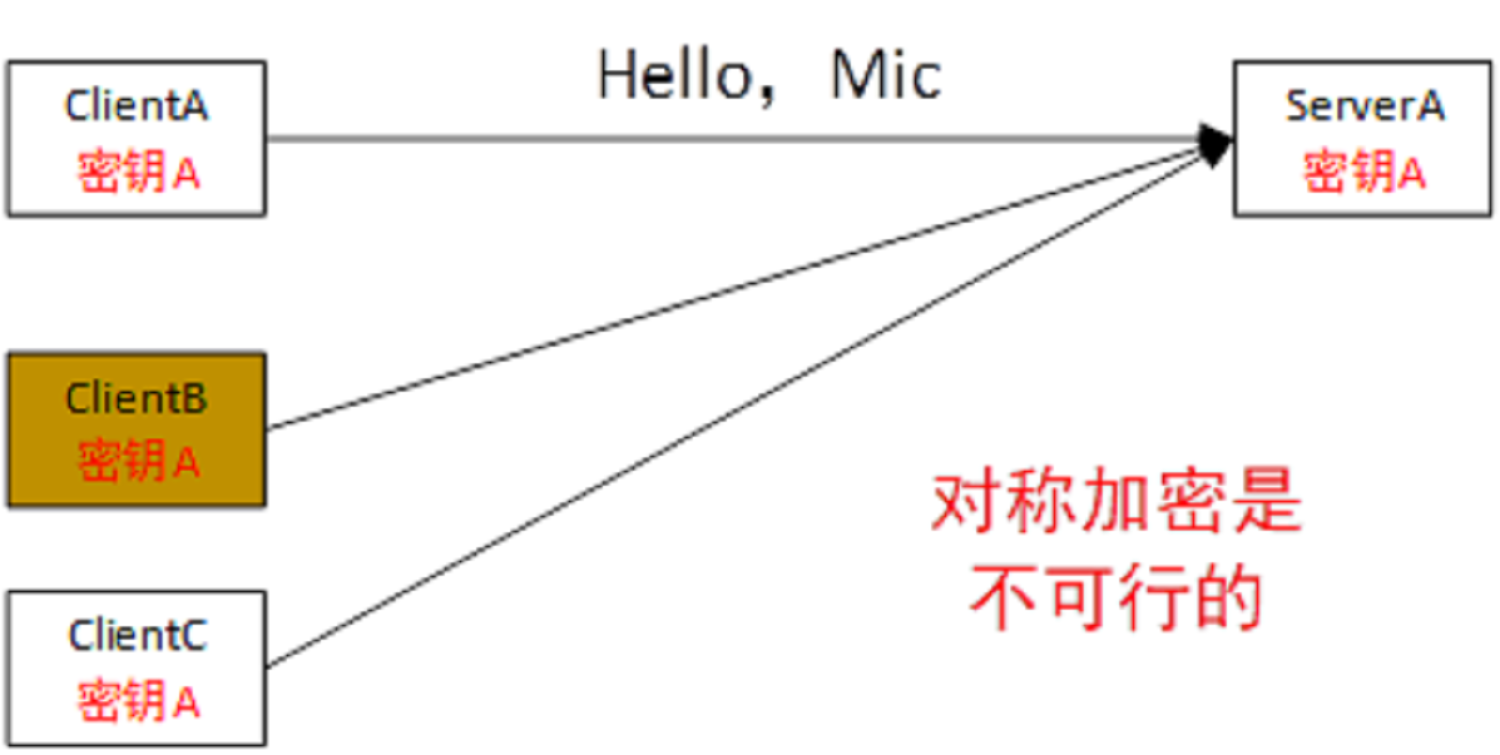 Hello，Mic
ClientA
密钥A
ServerA
密钥A
ClientB
密钥A
ClientC
密钥A
对称加密是
不可行的